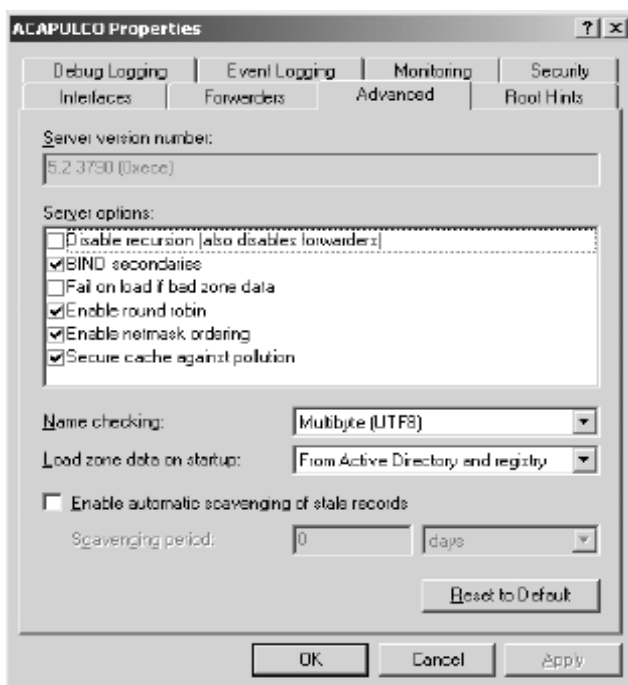 ACAPULCO Properties
Debug Logging Event Logging Monitoring Security
Interfaces Forwarders Advanced Root Hints
Server version number:
5.2 3790 (0xece)
Server options:
Disable recursion (also disables forwarders)
BIND secondaries
Fail on load if bad zone data
Enable round robin
Enable netmask ordering
Secure cache against pollution
Name checking: Multibyte (UTF8)
Load zone data on startup: From Active Directory and registry
Enable automatic scavenging of stale records
Scavenging period: 0 days
Reset to Default
OK Cancel Apply